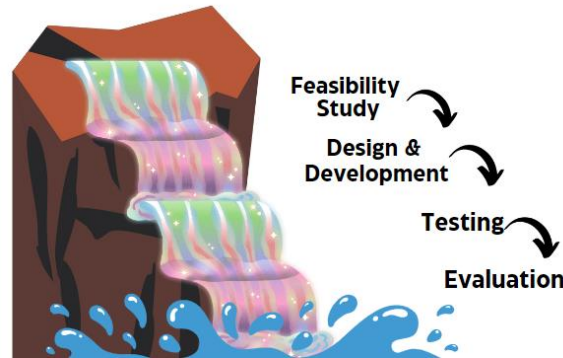 Feasibility
Study
Design &
Development
Testing
Evaluation